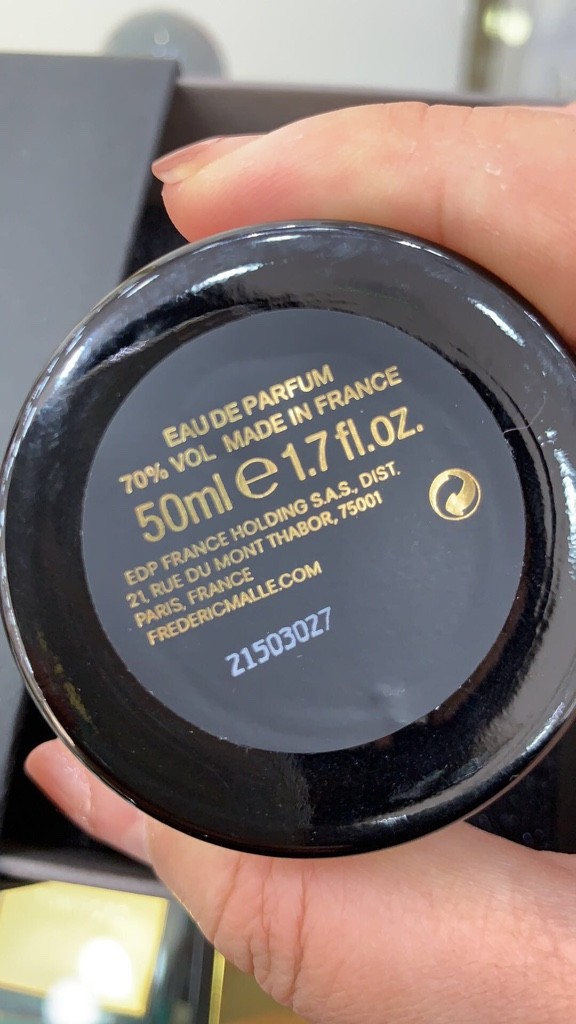 EAU DE PARFUM
70% VOL MADE IN FRANCE
50ml e 1.7 fl.oz.
EDP FRANCE HOLDING S.A.S., DIST.
21, RUE DU MONT THABOR, 75001
PARIS, FRANCE
FREDERICMALLE.COM
21503027